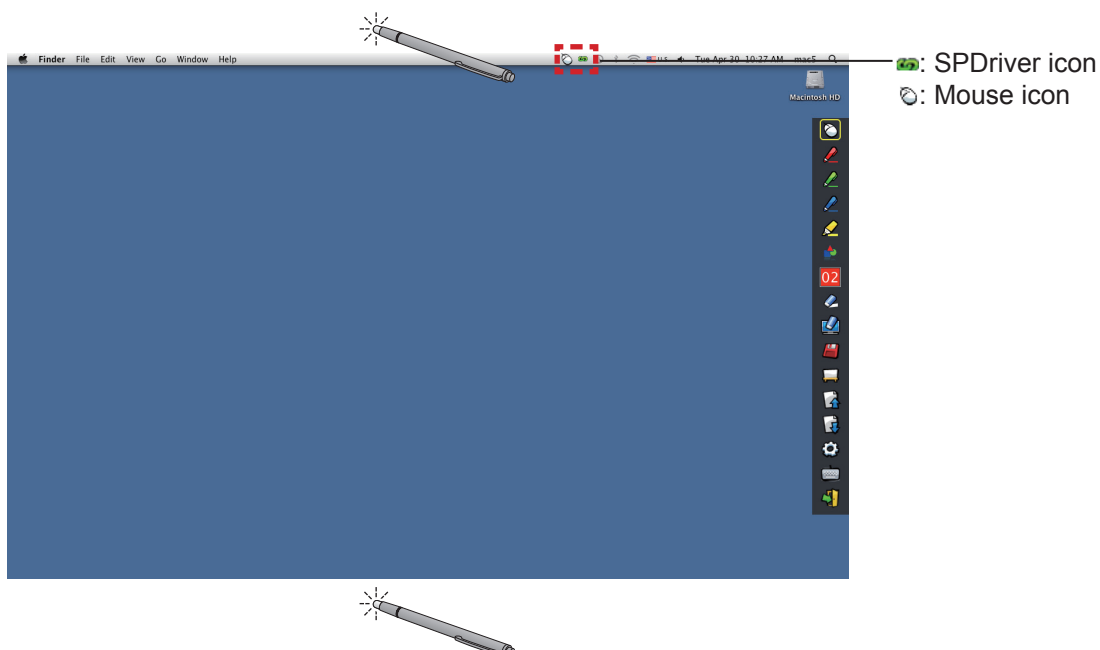 Finder File Edit View Go Window Help
U.S. Tue Apr 30 10:27 AM mac5
: SPDriver icon
: Mouse icon
Macintosh HD
02